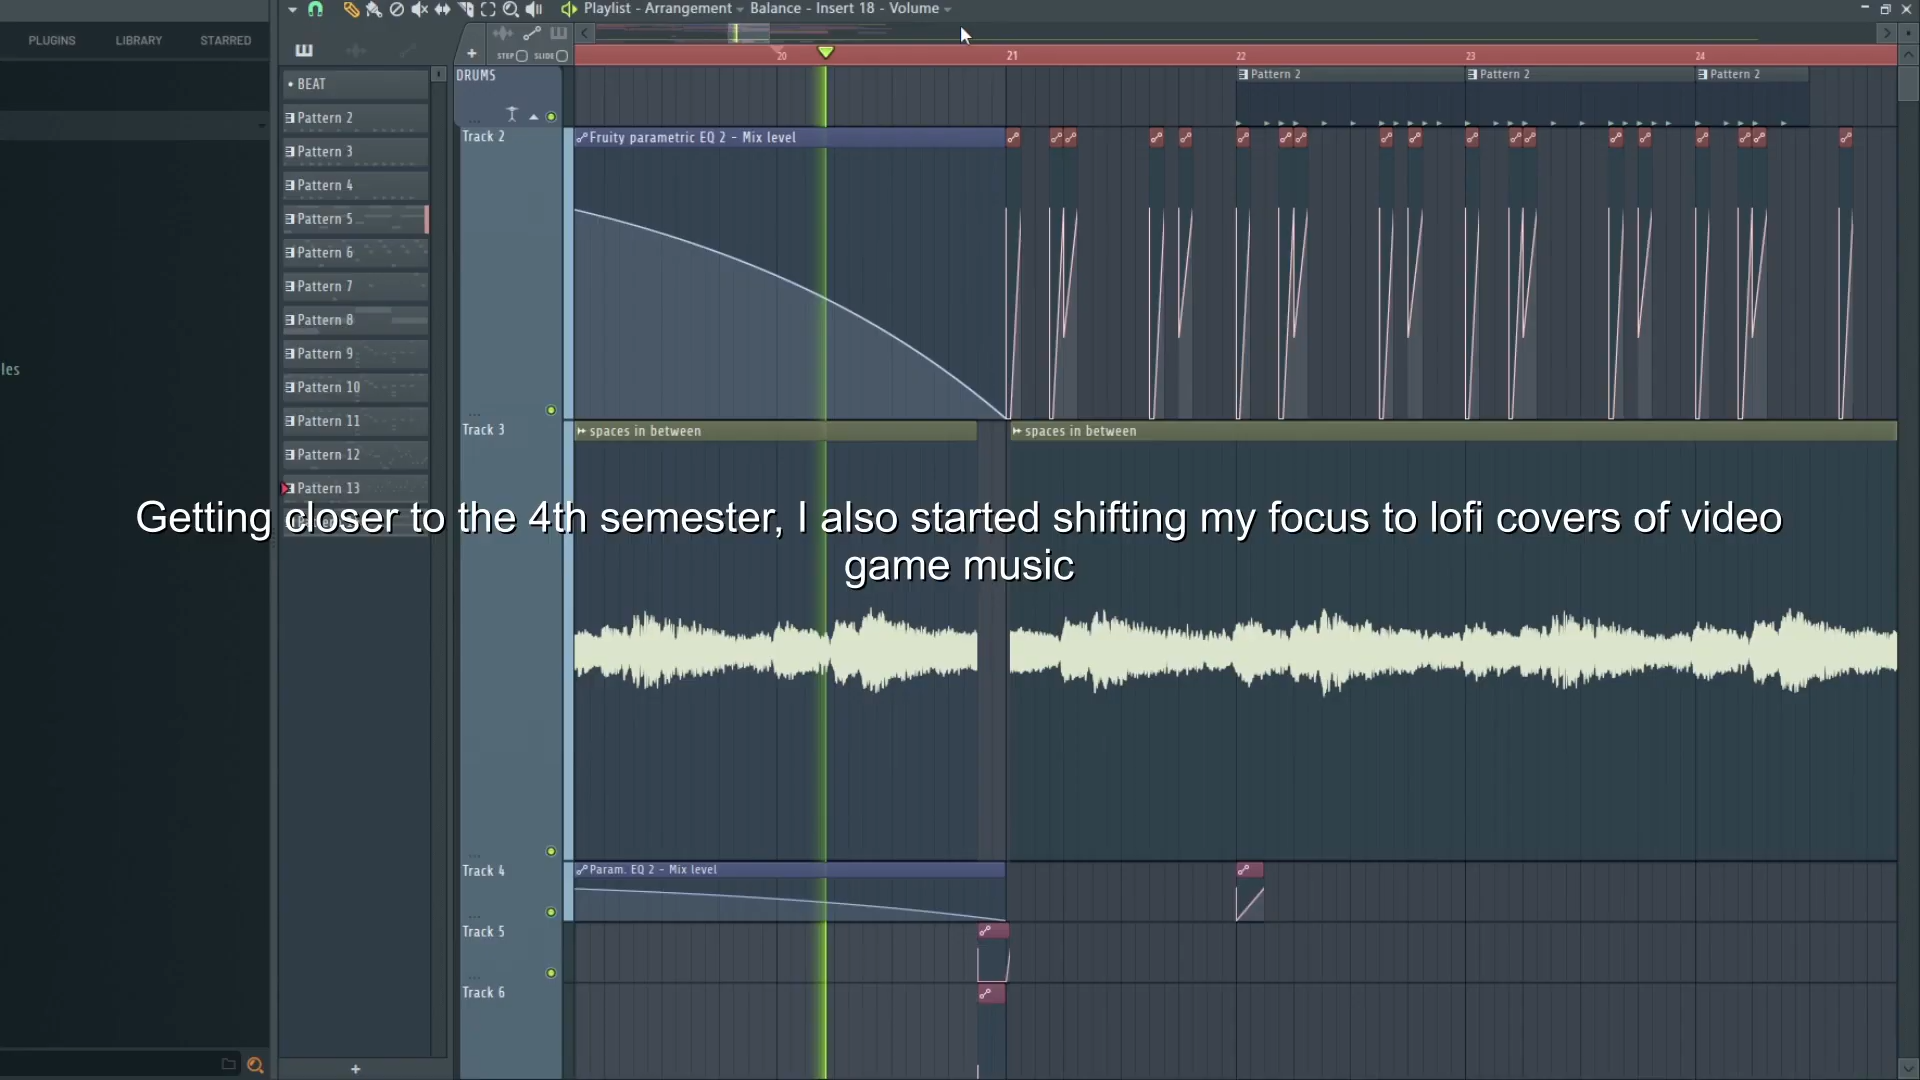 Playlist - Arrangement
Balance - Insert 18 - Volume
PLUGINS
LIBRARY
STARRED
STEP
SLIDE
20
21
22
23
24
BEAT
Pattern 2
Pattern 3
Pattern 4
Pattern 5
Pattern 6
Pattern 7
Pattern 8
Pattern 9
Pattern 10
Pattern 11
Pattern 12
Pattern 13
les
DRUMS
Pattern 2
Pattern 2
Pattern 2
Track 2
Fruity parametric EQ 2 - Mix level
Track 3
spaces in between
spaces in between
Getting closer to the 4th semester, I also started shifting my focus to lofi covers of video
game music
Track 4
Param. EQ 2 - Mix level
Track 5
Track 6